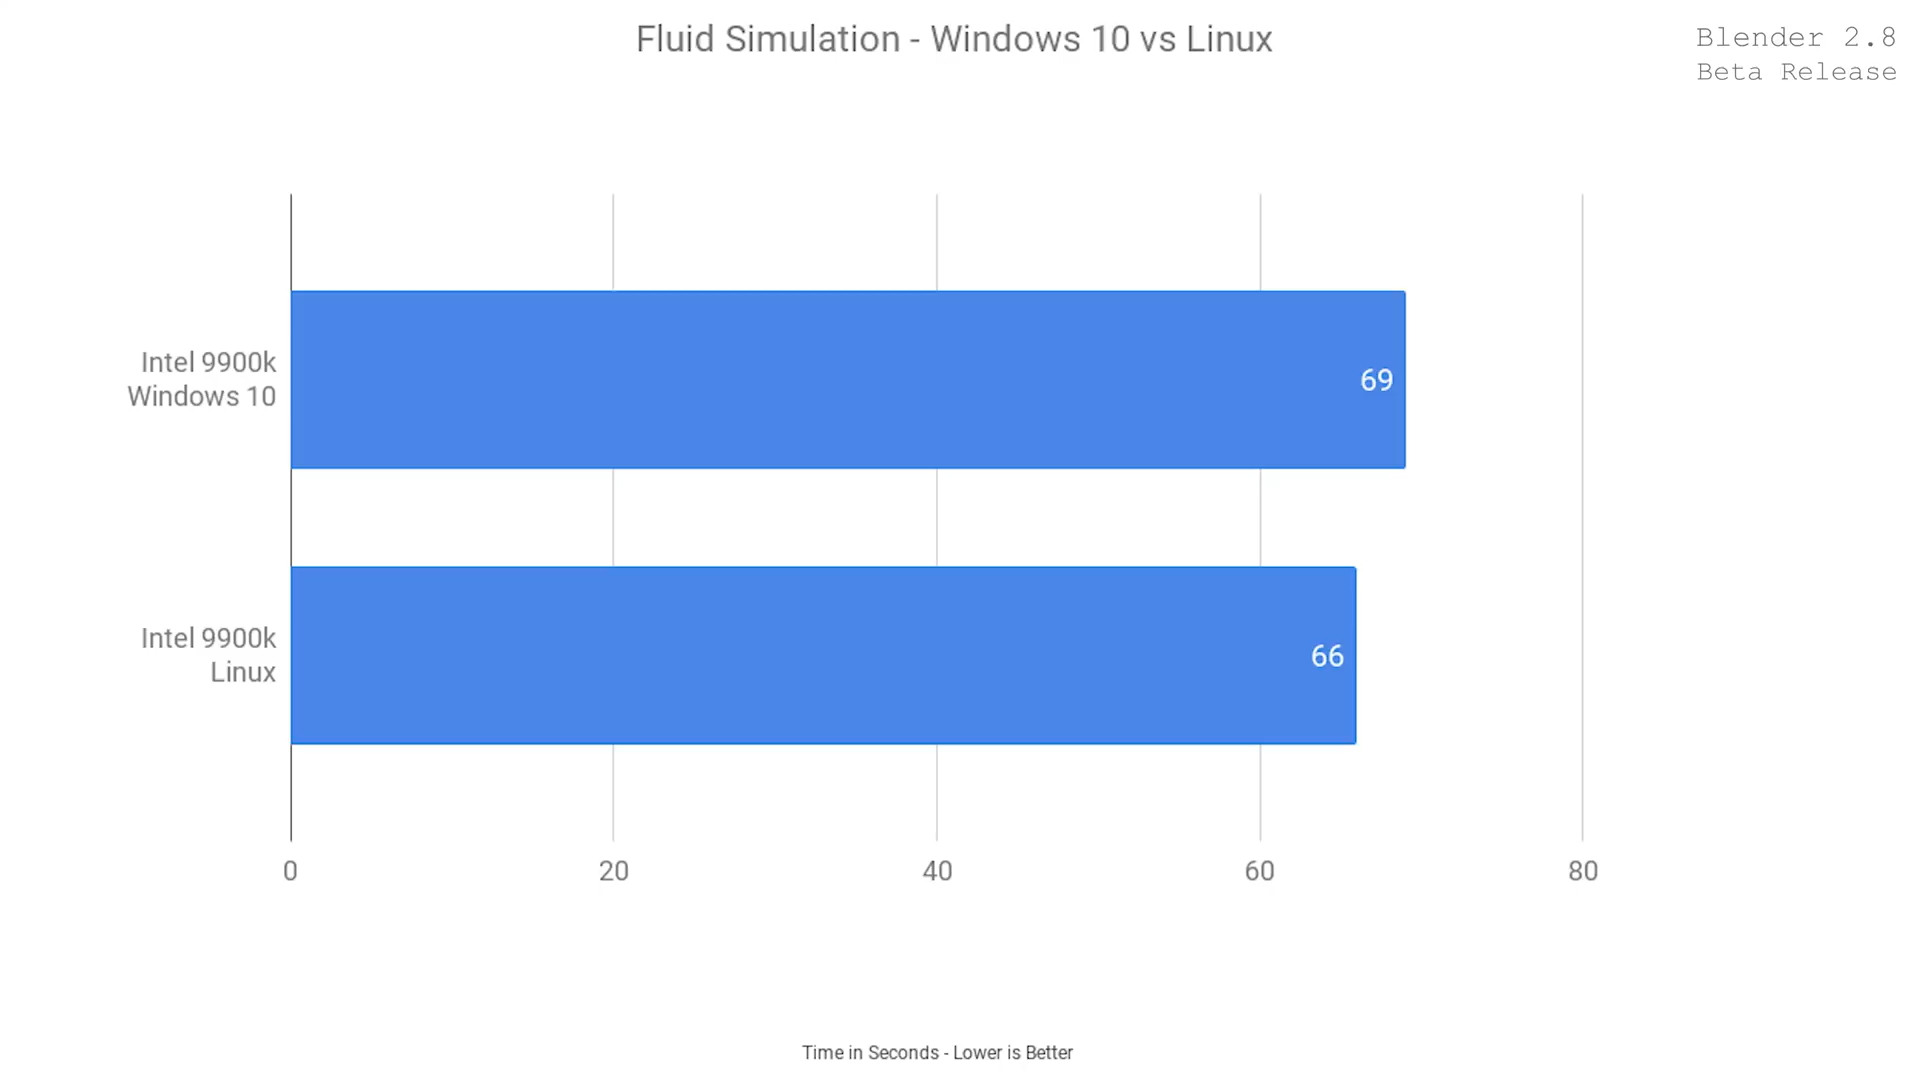 Fluid Simulation - Windows 10 vs Linux
Blender 2.8
Beta Release
Intel 9900k
Windows 10
69
Intel 9900k
Linux
66
0
20
40
60
80
Time in Seconds - Lower is Better